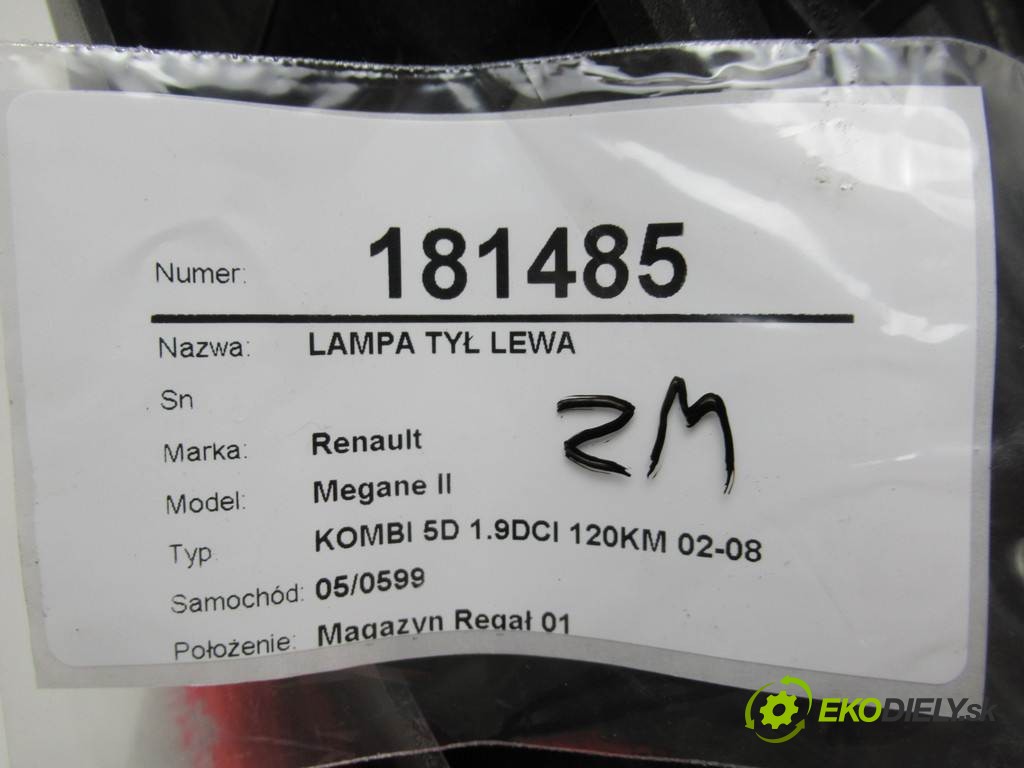 Numer: 181485
Nazwa: LAMPA TYŁ LEWA
Sn
ZM
Marka: Renault
Model: Megane II
Typ KOMBI 5D 1.9DCI 120KM 02-08
Samochód: 05/0599
Położenie: Magazyn Regał 01
EKODIELY.sk